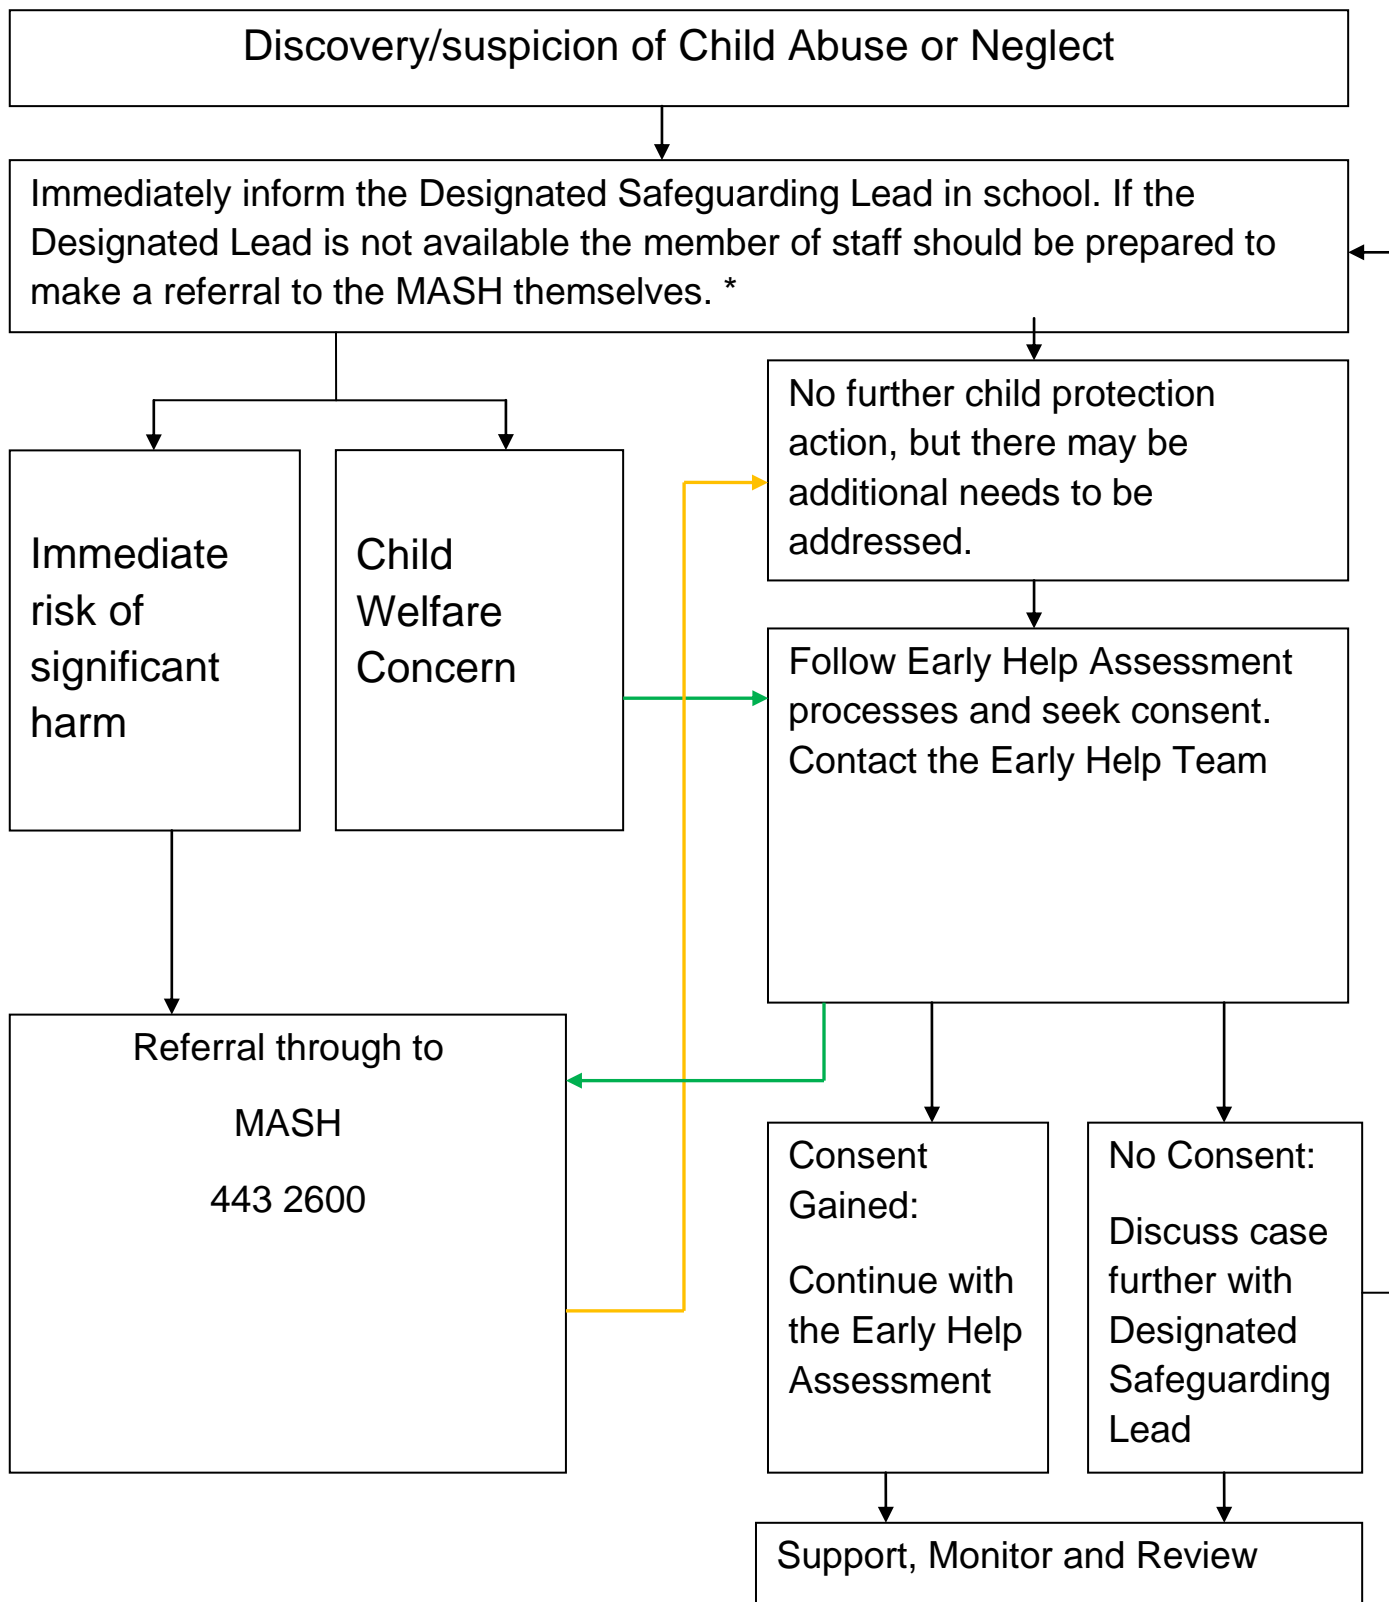 Discovery/suspicion of Child Abuse or Neglect
Immediately inform the Designated Safeguarding Lead in school. If the
Designated Lead is not available the member of staff should be prepared to
make a referral to the MASH themselves. *
No further child protection
action, but there may be
additional needs to be
addressed.
Immediate
risk of
significant
harm
Child
Welfare
Concern
Follow Early Help Assessment
processes and seek consent.
Contact the Early Help Team
Referral through to
MASH
443 2600
Consent
Gained:
Continue with
the Early Help
Assessment
No Consent:
Discuss case
further with
Designated
Safeguarding
Lead
Support, Monitor and Review